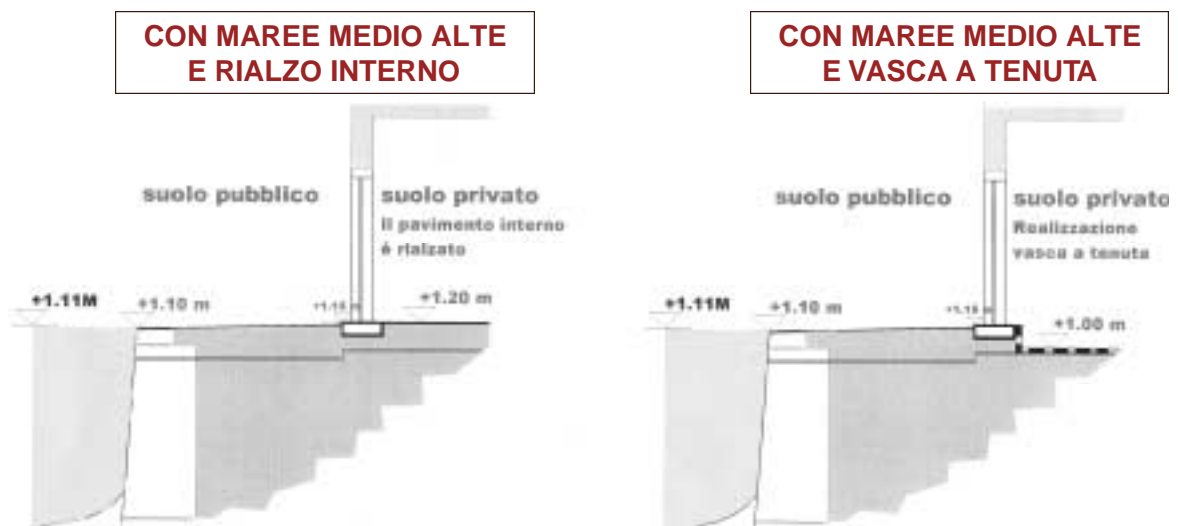 CON MAREE MEDIO ALTE
E RIALZO INTERNO
suolo pubblico
suolo privato
Il pavimento interno
è rialzato
+1.11M
+1.10 m
+1.20 m
CON MAREE MEDIO ALTE
E VASCA A TENUTA
suolo pubblico
suolo privato
Realizzazione
vasca a tenuta
+1.11M
+1.10 m
+1.00 m